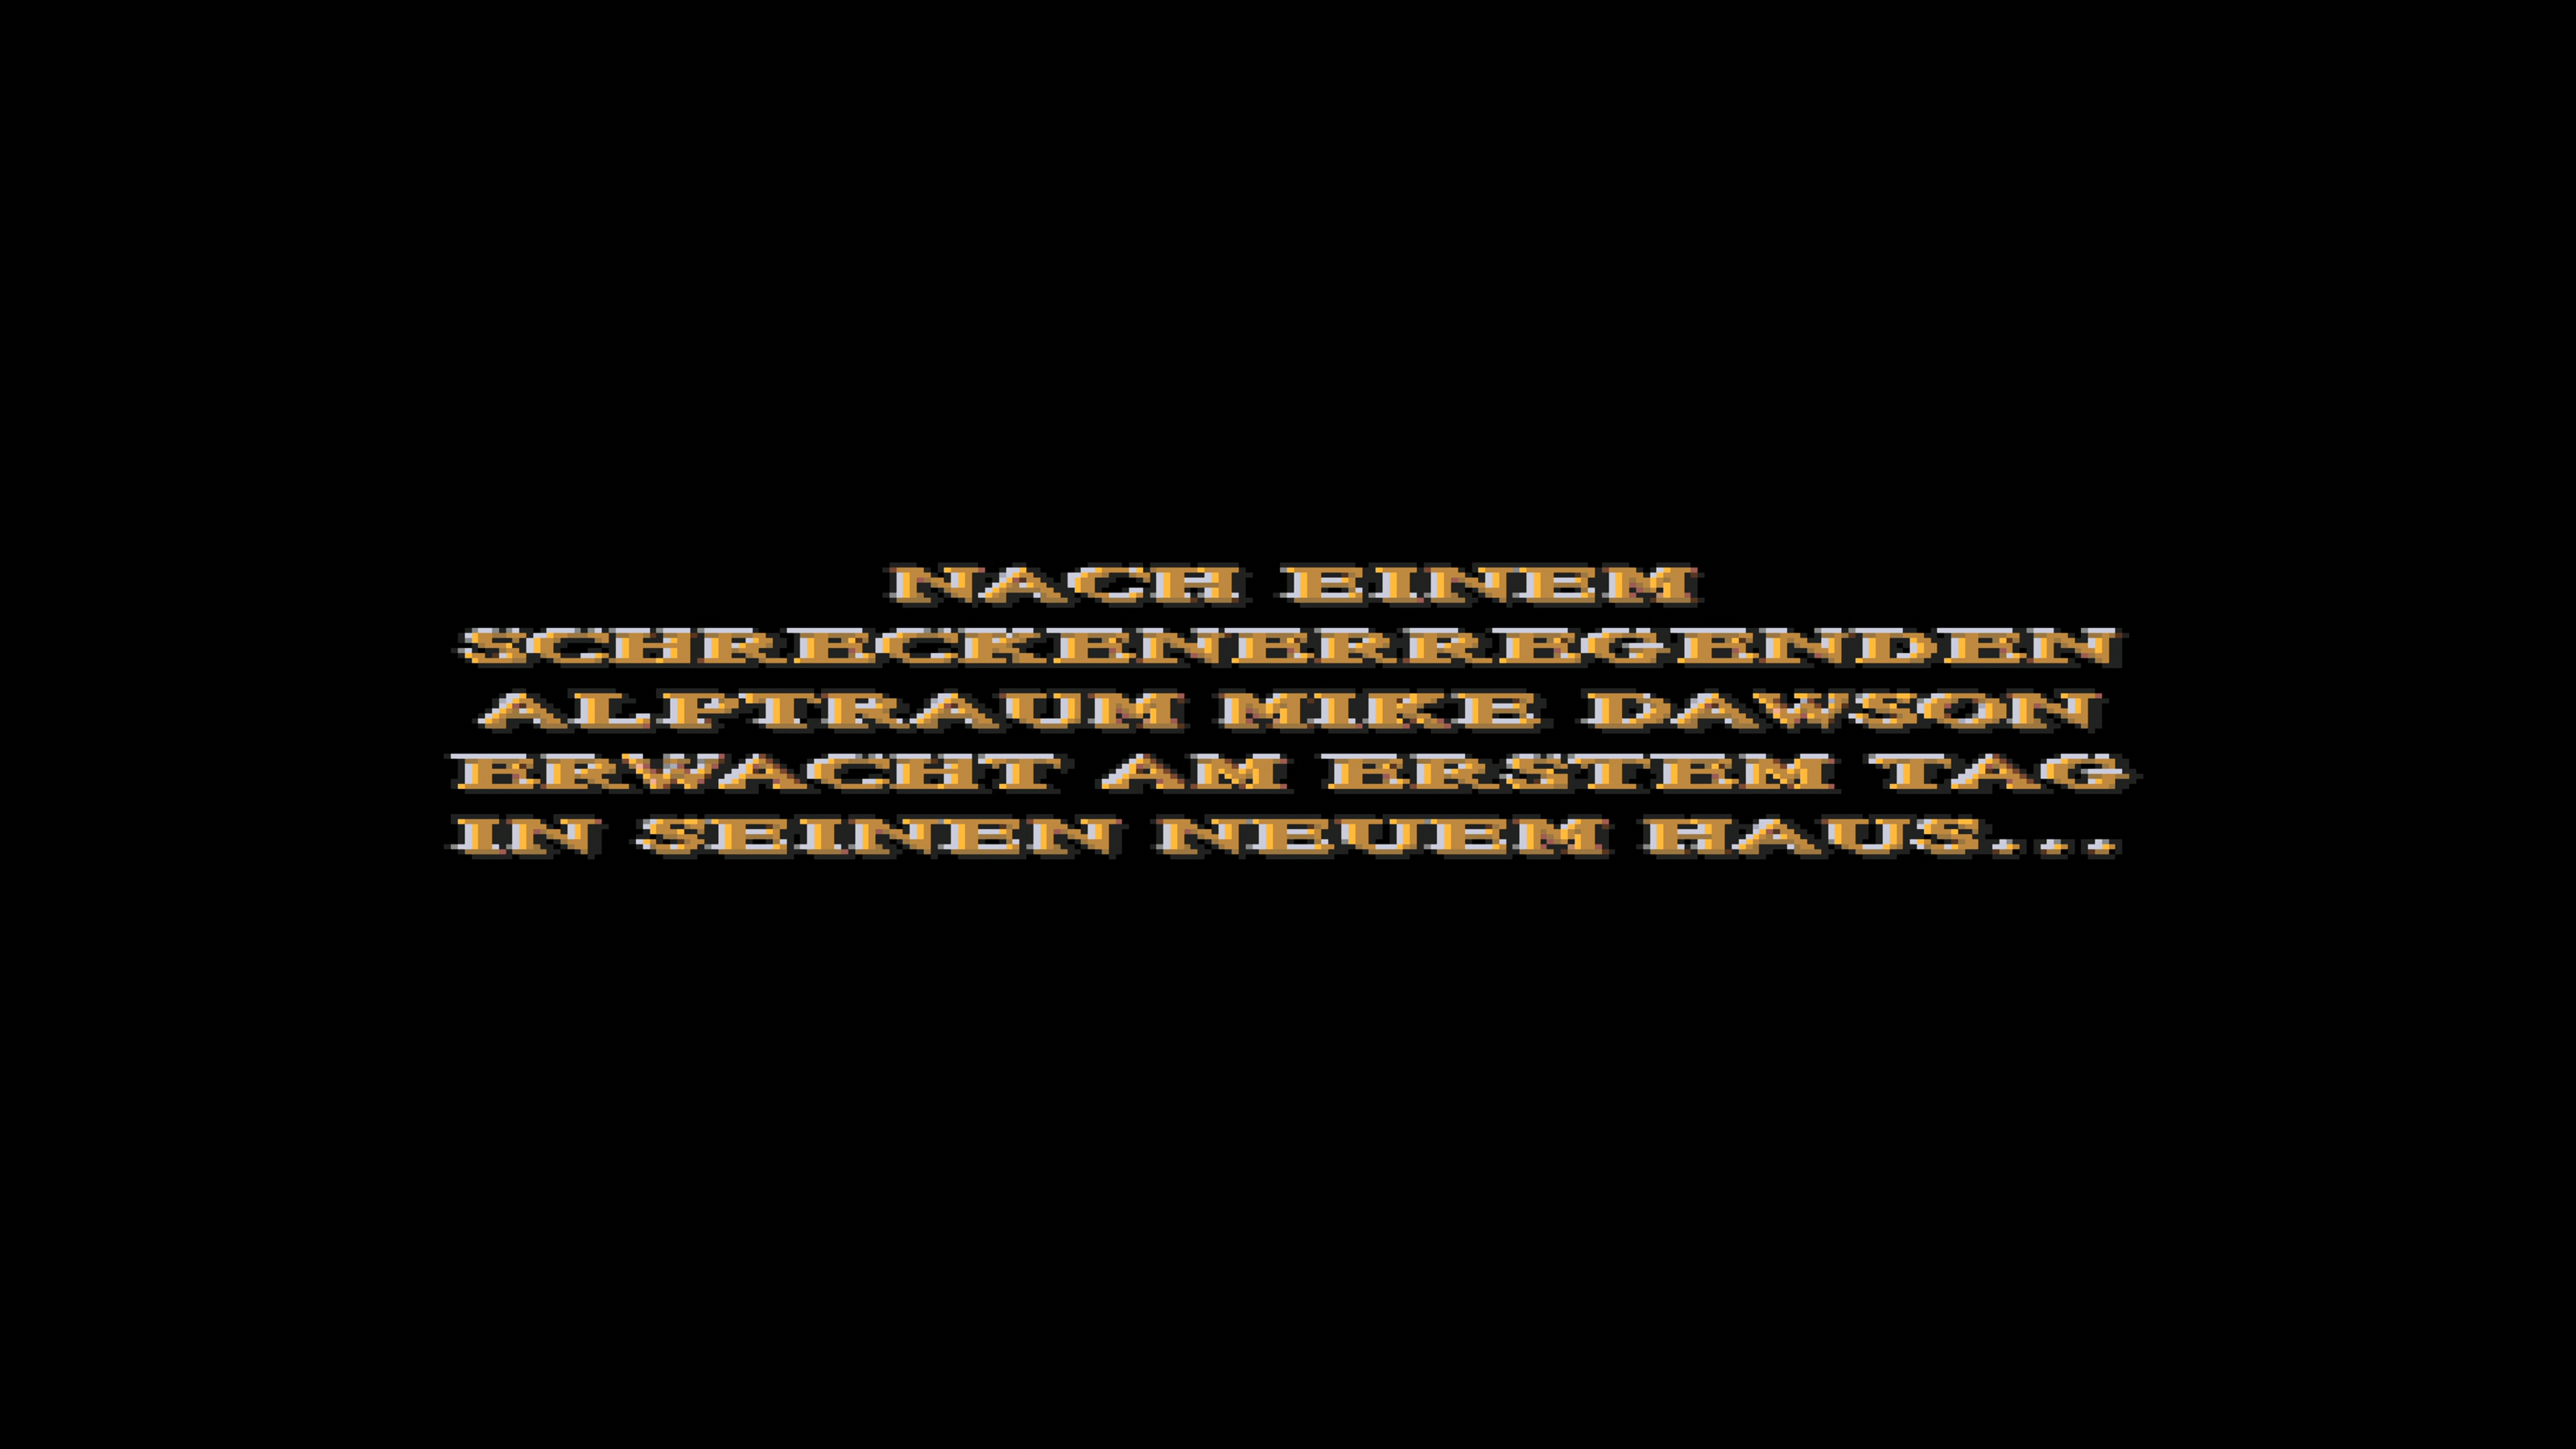 NACH EINEM
SCHRECKENERREGENDEN
ALPTRAUM MIKE DAWSON
ERWACHT AM ERSTEM TAG
IN SEINEN NEUEM HAUS...